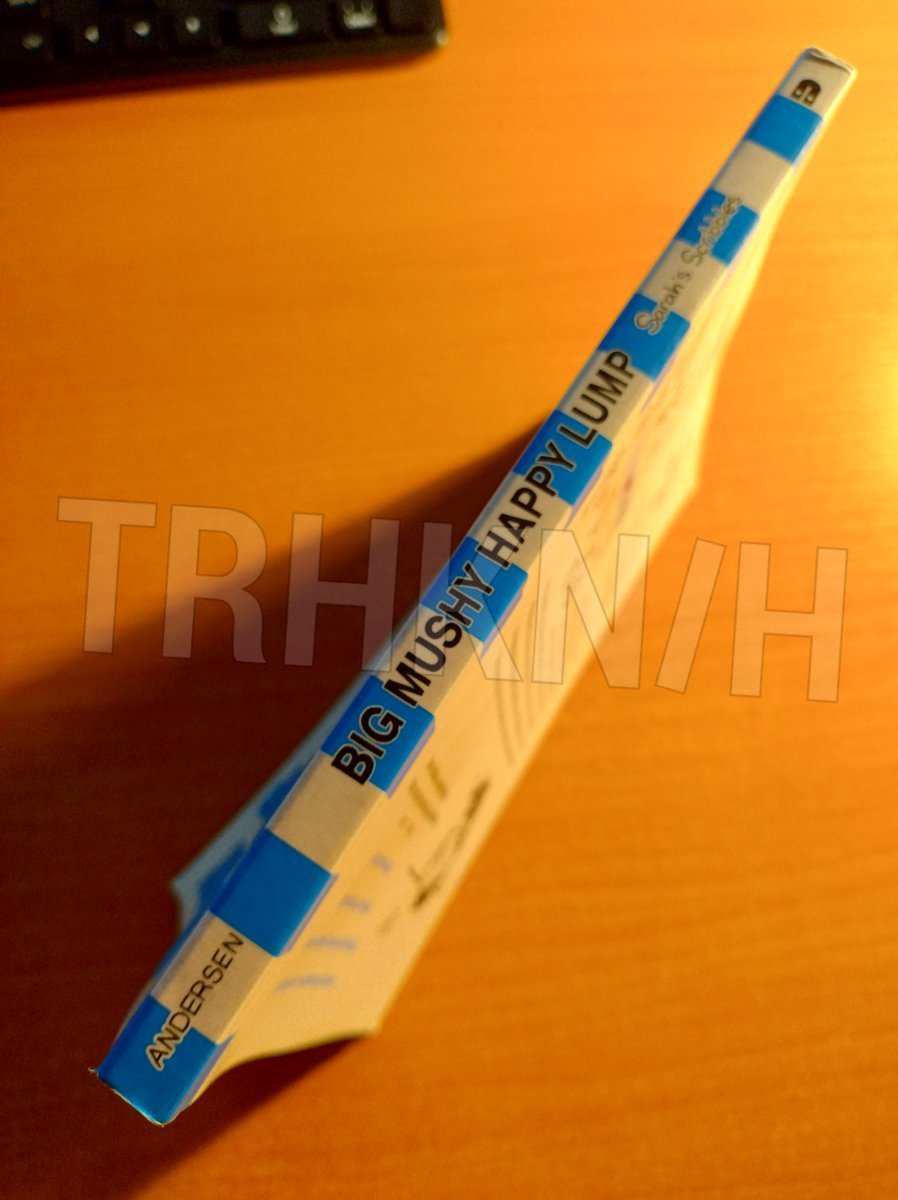 ANDERSEN
BIG MUSHY HAPPY LUMP
Sarah's Scribbles
TRHKN/H